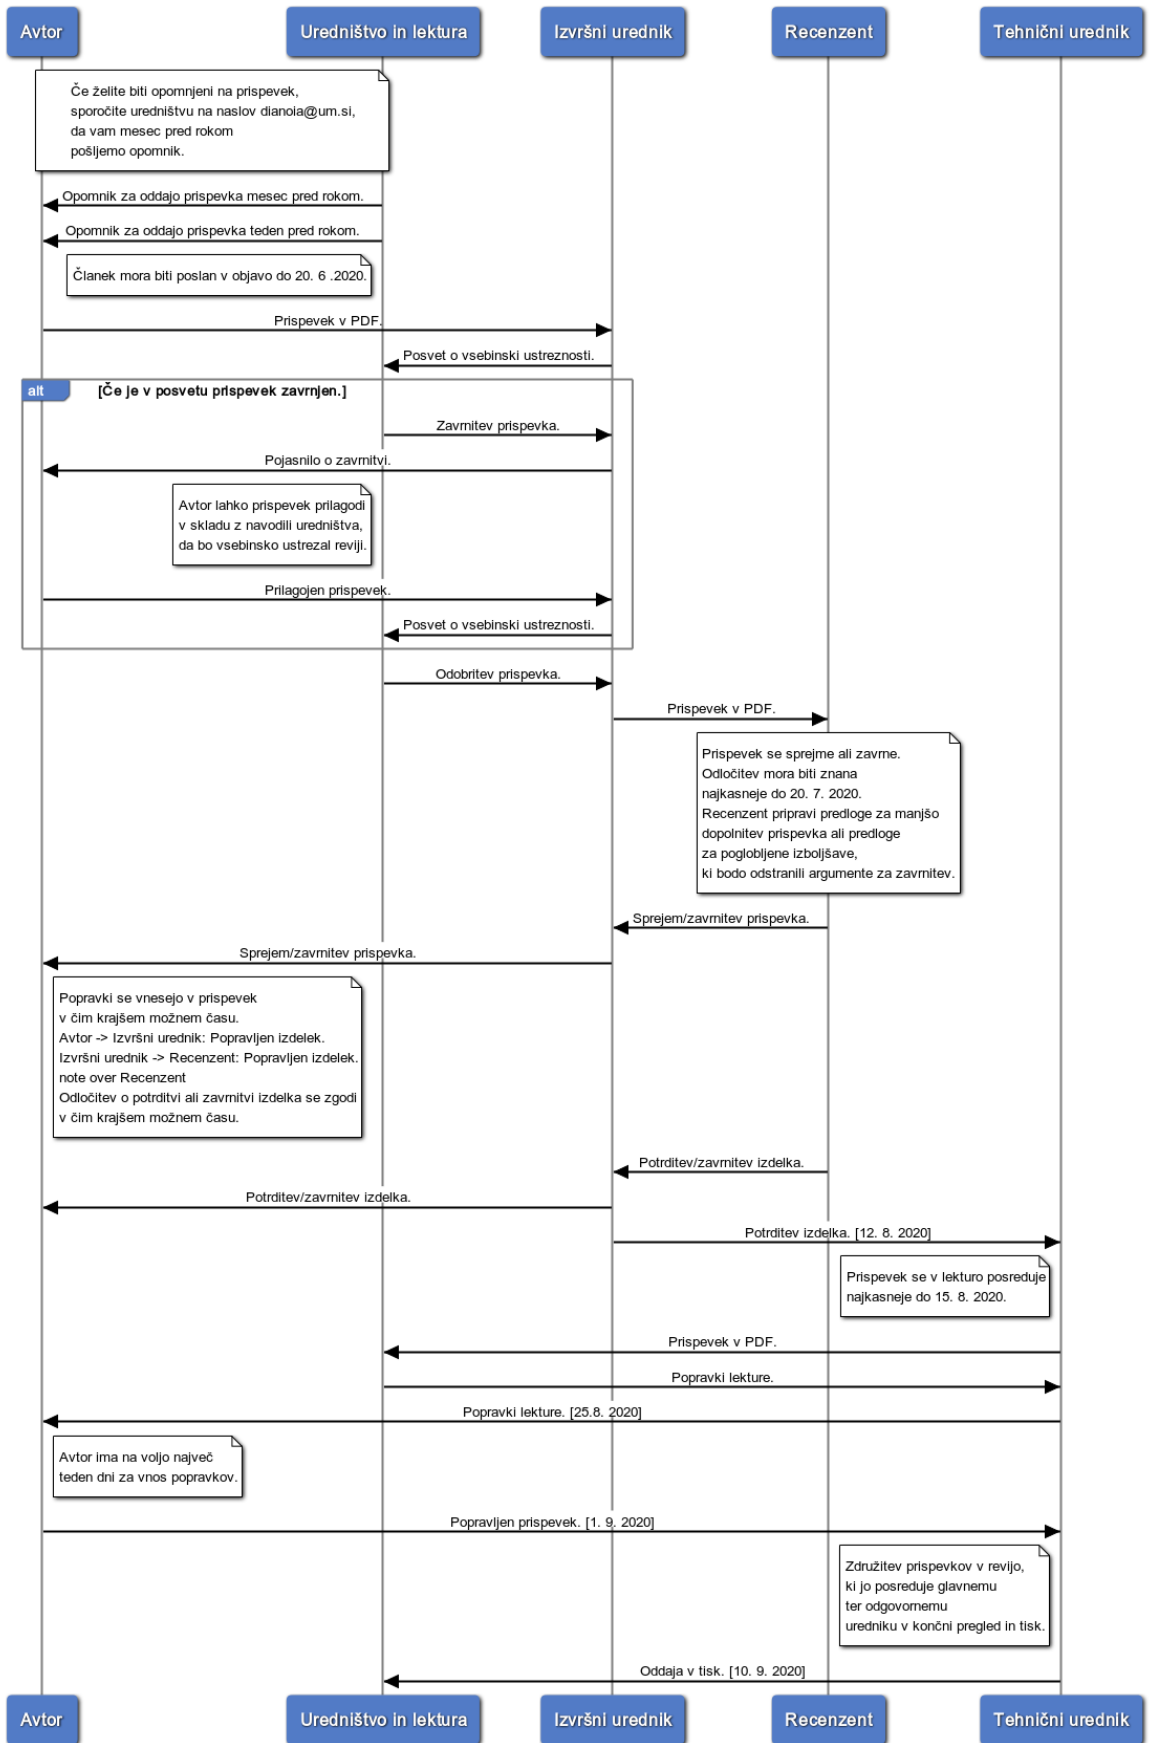 Avtor
Uredništvo in lektura
Izvršni urednik
Recenzent
Tehnični urednik
Če želite biti opomnjeni na prispevek,
sporočite uredništvu na naslov dianoia@um.si,
da vam mesec pred rokom
pošljemo opomnik.
Opomnik za oddajo prispevka mesec pred rokom.
Opomnik za oddajo prispevka teden pred rokom.
Članek mora biti poslan v objavo do 20. 6 .2020.
Prispevek v PDF.
Posvet o vsebinski ustreznosti.
alt
[Če je v posvetu prispevek zavrnjen.]
Zavrnitev prispevka.
Pojasnilo o zavrnitvi.
Avtor lahko prispevek prilagodi
v skladu z navodili uredništva,
da bo vsebinsko ustrezal reviji.
Prilagojen prispevek.
Posvet o vsebinski ustreznosti.
Odobritev prispevka.
Prispevek v PDF.
Prispevek se sprejme ali zavrne.
Odločitev mora biti znana
najkasneje do 20. 7. 2020.
Recenzent pripravi predloge za manjšo
dopolnitev prispevka ali predloge
za poglobljene izboljšave,
ki bodo odstranili argumente za zavrnitev.
Sprejem/zavrnitev prispevka.
Sprejem/zavrnitev prispevka.
Popravki se vnesejo v prispevek
v čim krajšem možnem času.
Avtor -> Izvršni urednik: Popravljen izdelek.
Izvršni urednik -> Recenzent: Popravljen izdelek.
note over Recenzent
Odločitev o potrditvi ali zavrnitvi izdelka se zgodi
v čim krajšem možnem času.
Potrditev/zavrnitev izdelka.
Potrditev/zavrnitev izdelka.
Potrditev izdelka. [12. 8. 2020]
Prispevek se v lekturo posreduje
najkasneje do 15. 8. 2020.
Prispevek v PDF.
Popravki lekture.
Popravki lekture. [25.8. 2020]
Avtor ima na voljo največ
teden dni za vnos popravkov.
Popravljen prispevek. [1. 9. 2020]
Združitev prispevkov v revijo,
ki jo posreduje glavnemu
ter odgovornemu
uredniku v končni pregled in tisk.
Oddaja v tisk. [10. 9. 2020]
Avtor
Uredništvo in lektura
Izvršni urednik
Recenzent
Tehnični urednik